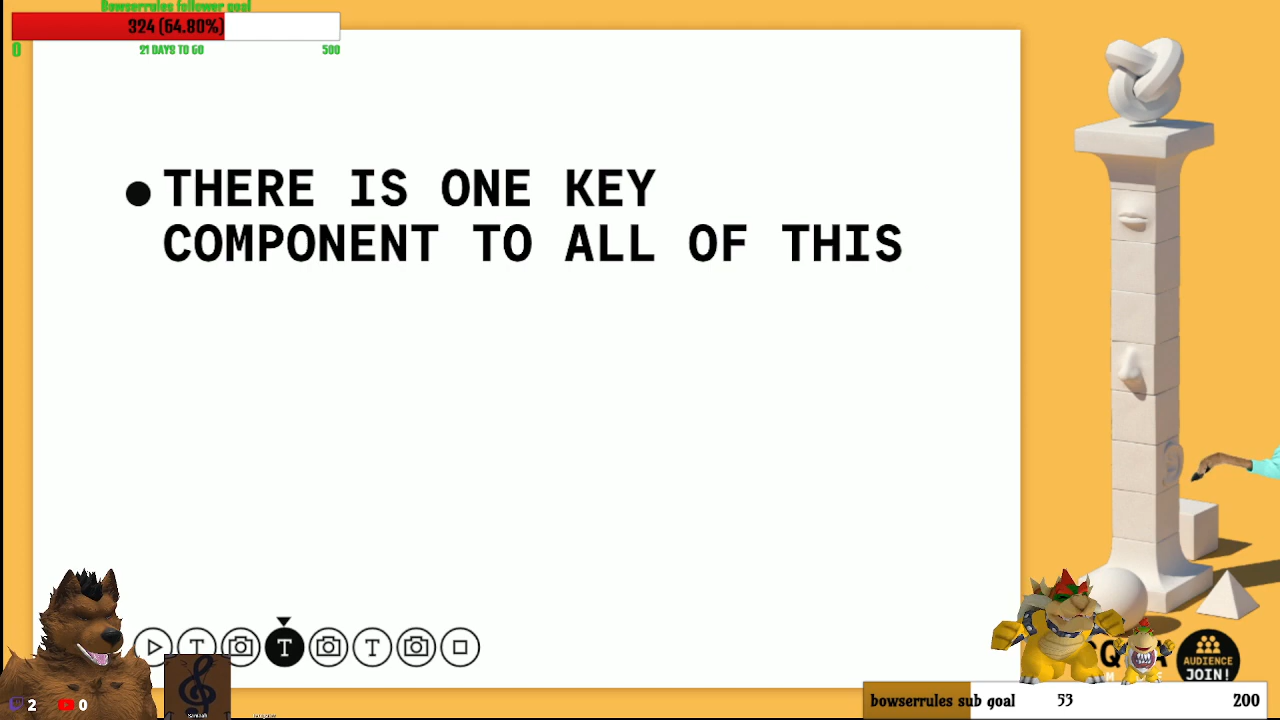 Bowserrules follower goal
324 (64.80%)
0
21 DAYS TO GO
500
THERE IS ONE KEY
COMPONENT TO ALL OF THIS
T
T
T
AUDIENCE
JOIN!
2
0
bowserrules sub goal
53
200